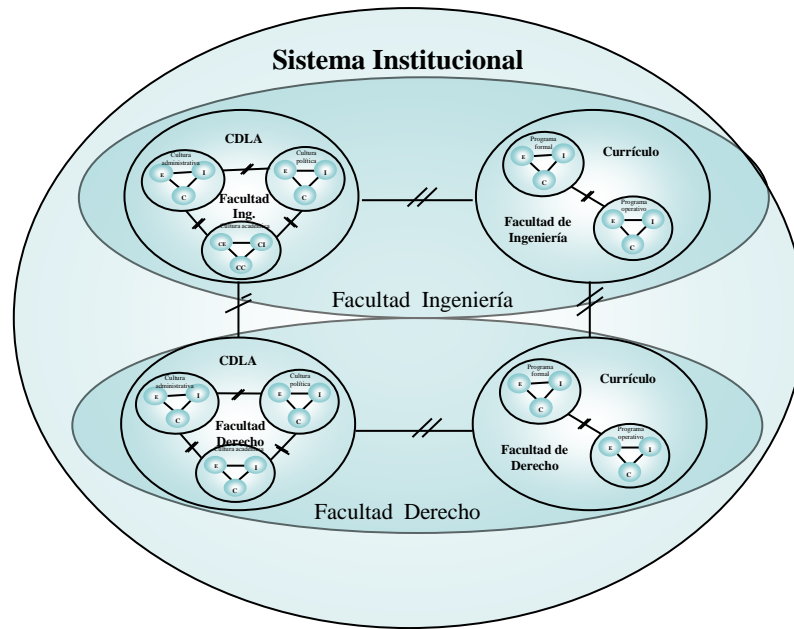 Sistema Institucional
CDLA
Cultura
administrativa
E
I
C
Cultura
política
E
I
C
Facultad
Ing.
Cultura académica
CE
CI
CC
Currículo
Programa
formal
E
I
C
Programa
operativo
E
I
C
Facultad de
Ingeniería
Facultad Ingeniería
CDLA
Cultura
administrativa
E
I
C
Cultura
política
E
I
C
Facultad
Derecho
Cultura académica
E
I
C
Currículo
Programa
formal
E
I
C
Programa
operativo
E
I
C
Facultad de
Derecho
Facultad Derecho